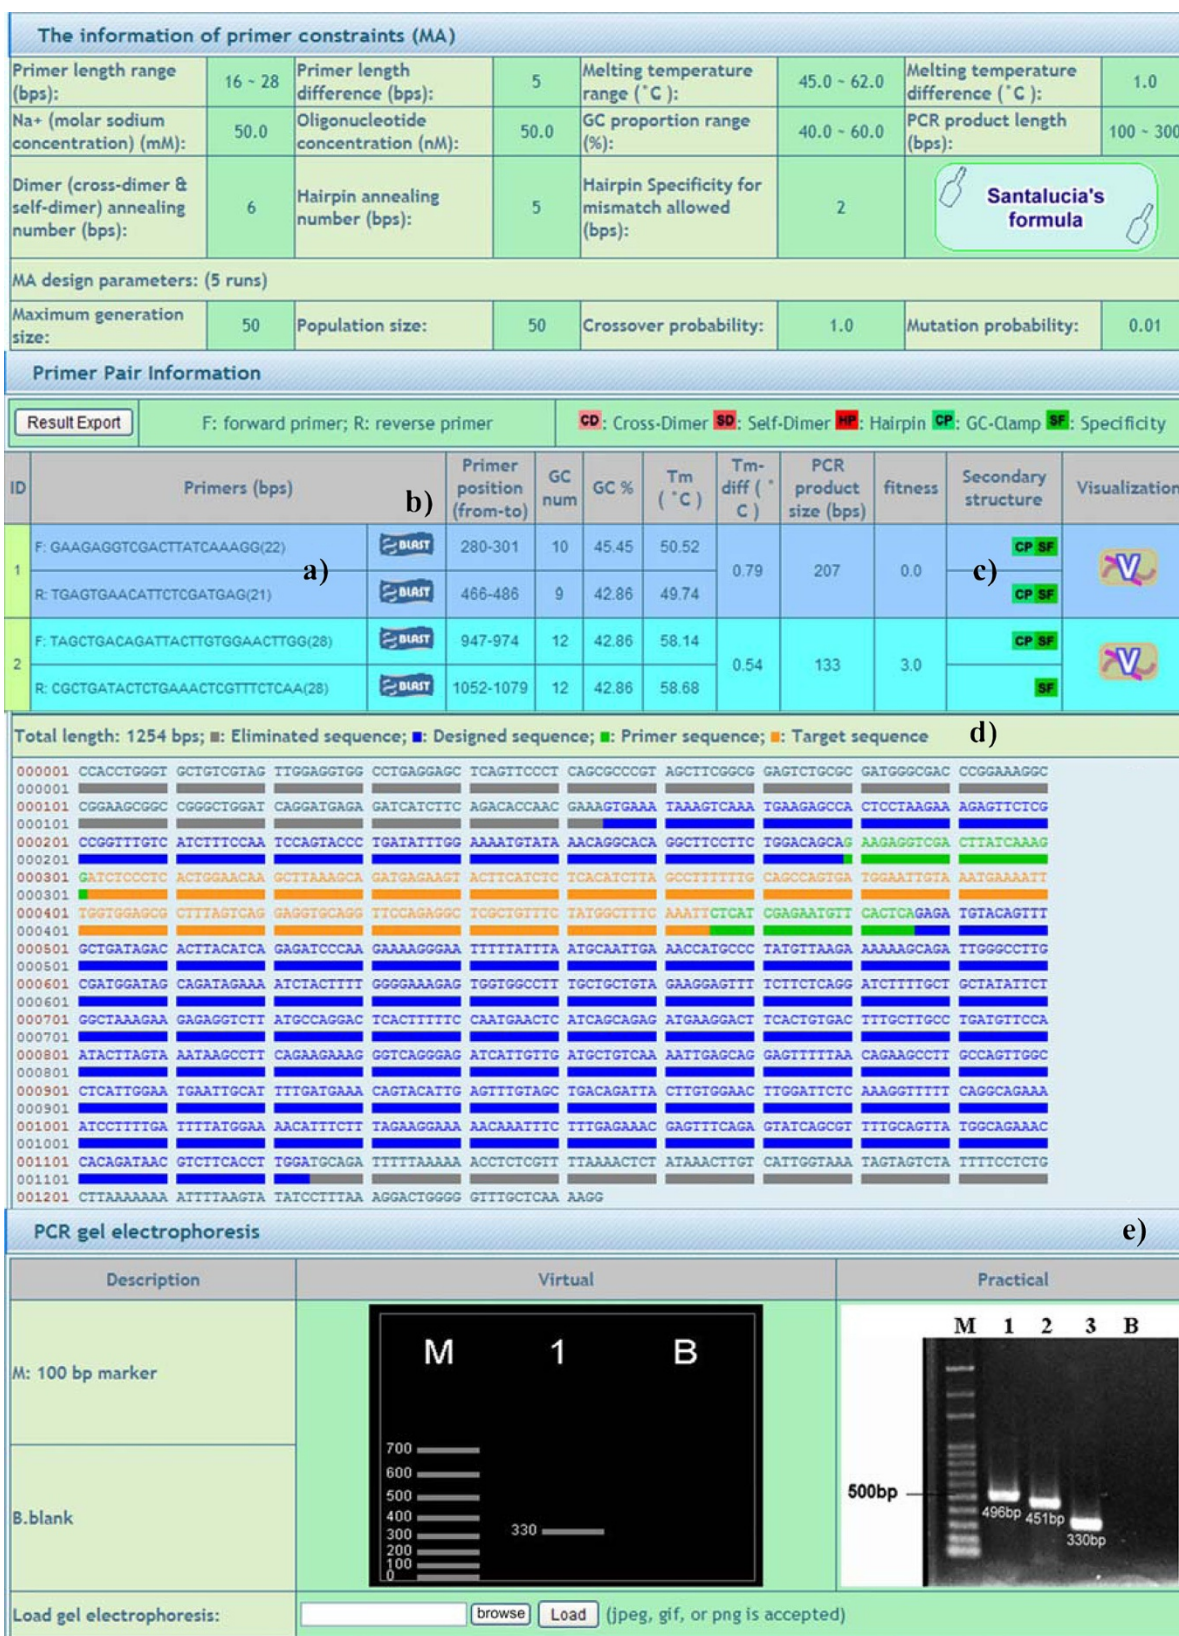 The information of primer constraints (MA)
Primer length range (bps): 16 ~ 28 Primer length difference (bps): 5 Melting temperature range (˚C ): 45.0 ~ 62.0 Melting temperature difference (˚C ): 1.0
Na+ (molar sodium concentration) (mM): 50.0 Oligonucleotide concentration (nM): 50.0 GC proportion range (%): 40.0 ~ 60.0 PCR product length (bps): 100 ~ 300
Dimer (cross-dimer & self-dimer) annealing number (bps): 6 Hairpin annealing number (bps): 5 Hairpin Specificity for mismatch allowed (bps): 2 Santalucia's formula
MA design parameters: (5 runs)
Maximum generation size: 50 Population size: 50 Crossover probability: 1.0 Mutation probability: 0.01
Primer Pair Information
Result Export F: forward primer; R: reverse primer CD: Cross-Dimer SD: Self-Dimer HP: Hairpin CP: GC-Clamp SF: Specificity
ID Primers (bps) b) Primer position (from-to) GC num GC % Tm (˚C ) Tm-diff (˚C ) PCR product size (bps) fitness Secondary structure Visualization
1 F: GAAGAGGTCGACTTATCAAAGG(22) BLAST 280-301 10 45.45 50.52 0.79 207 0.0 CP SF V
a) c)
R: TGAGTGAACATTCTCGATGAG(21) BLAST 466-486 9 42.86 49.74 CP SF
2 F: TAGCTGACAGATTACTTGTGGAACTTGG(28) BLAST 947-974 12 42.86 58.14 0.54 133 3.0 CP SF V
R: CGCTGATACTCTGAAACTCGTTTCTCAA(28) BLAST 1052-1079 12 42.86 58.68 SF
Total length: 1254 bps; : Eliminated sequence; : Designed sequence; : Primer sequence; : Target sequence d)
000001 CCACCTGGGT GCTGTCGTAG TTGGAGGTGG CCTGAGGAGC TCAGTTCCCT CAGCGCCCGT AGCTTCGGCG GAGTCTGCGC GATGGGCGAC CCGGAAAGGC
000001
000101 CGGAAGCGGC CGGGCTGGAT CAGGATGAGA GATCATCTTC AGACACCAAC GAAAGTGAAA TAAAGTCAAA TGAAGAGCCA CTCCTAAGAA AGAGTTCTCG
000101
000201 CCGGTTTGTC ATCTTTCCAA TCCAGTACCC TGATATTTGG AAAATGTATA AACAGGCACA GGCTTCCTTC TGGACAGCAG AAGAGGTCGA CTTATCAAAG
000201
000301 GATCTCCCTC ACTGGAACAA GCTTAAAGCA GATGAGAAGT ACTTCATCTC TCACATCTTA GCCTTTTTTG CAGCCAGTGA TGGAATTGTA AATGAAAATT
000301
000401 TGGTGGAGCG CTTTAGTCAG GAGGTGCAGG TTCCAGAGGC TCGCTGTTTC TATGGCTTTC AAATTCTCAT CGAGAATGTT CACTCAGAGA TGTACAGTTT
000401
000501 GCTGATAGAC ACTTACATCA GAGATCCCAA GAAAAGGGAA TTTTTATTTA ATGCAATTGA AACCATGCCC TATGTTAAGA AAAAAGCAGA TTGGGCCTTG
000501
000601 CGATGGATAG CAGATAGAAA ATCTACTTTT GGGGAAAGAG TGGTGGCCTT TGCTGCTGTA GAAGGAGTTT TCTTCTCAGG ATCTTTTGCT GCTATATTCT
000601
000701 GGCTAAAGAA GAGAGGTCTT ATGCCAGGAC TCACTTTTTC CAATGAACTC ATCAGCAGAG ATGAAGGACT TCACTGTGAC TTTGCTTGCC TGATGTTCCA
000701
000801 ATACTTAGTA AATAAGCCTT CAGAAGAAAG GGTCAGGGAG ATCATTGTTG ATGCTGTCAA AATTGAGCAG GAGTTTTTAA CAGAAGCCTT GCCAGTTGGC
000801
000901 CTCATTGGAA TGAATTGCAT TTTGATGAAA CAGTACATTG AGTTTGTAGC TGACAGATTA CTTGTGGAAC TTGGATTCTC AAAGGTTTTT CAGGCAGAAA
000901
001001 ATCCTTTTGA TTTTATGGAA AACATTTCTT TAGAAGGAAA AACAAATTTC TTTGAGAAAC GAGTTTCAGA GTATCAGCGT TTTGCAGTTA TGGCAGAAAC
001001
001101 CACAGATAAC GTCTTCACCT TGGATGCAGA TTTTTAAAAA ACCTCTCGTT TTAAAACTCT ATAAACTTGT CATTGGTAAA TAGTAGTCTA TTTTCCTCTG
001101
001201 CTTAAAAAAA ATTTTAAGTA TATCCTTTAA AGGACTGGGG GTTTGCTCAA AAGG
PCR gel electrophoresis e)
Description Virtual Practical
M: 100 bp marker
B.blank
M 1 B
700
600
500
400
300
200
100
0
330
M 1 2 3 B
500bp
496bp 451bp 330bp
Load gel electrophoresis: browse Load (jpeg, gif, or png is accepted)